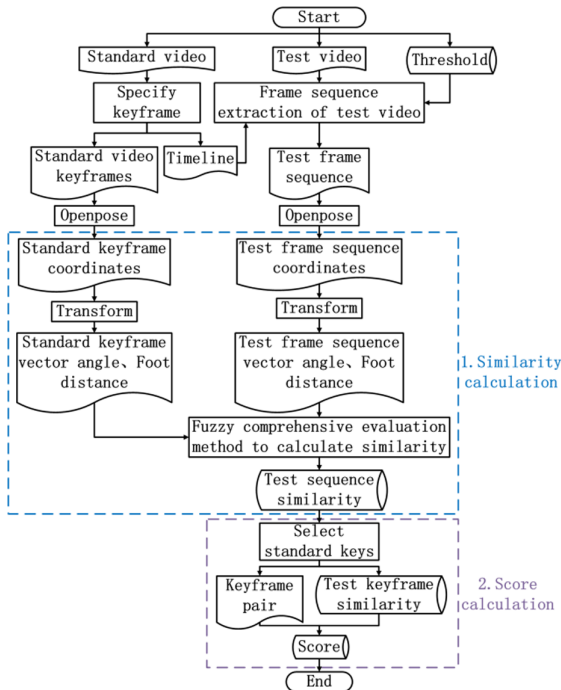 Start
Standard video
Test video
Threshold
Specify
keyframe
Frame sequence
extraction of test video
Standard video
keyframes
Timeline
Test frame
sequence
Openpose
Openpose
Standard keyframe
coordinates
Test frame sequence
coordinates
Transform
Transform
Standard keyframe
vector angle、Foot
distance
Test frame sequence
vector angle、Foot
distance
1.Similarity
calculation
Fuzzy comprehensive evaluation
method to calculate similarity
Test sequence
similarity
Select
standard keys
Keyframe
pair
Test keyframe
similarity
2.Score
calculation
Score
End